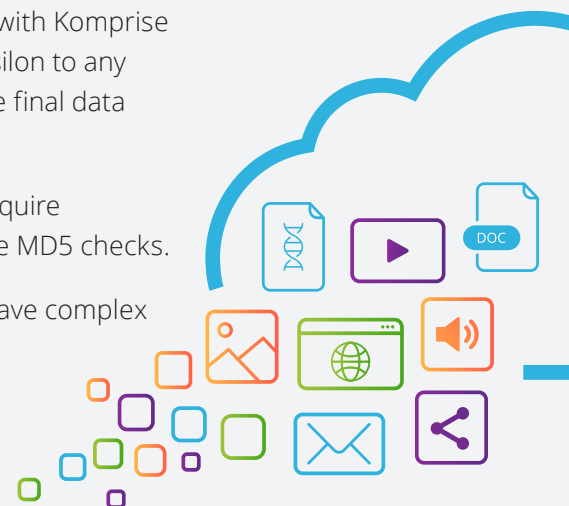 with Komprise
silon to any
e final data
quire
e MD5 checks.
ave complex
DOC